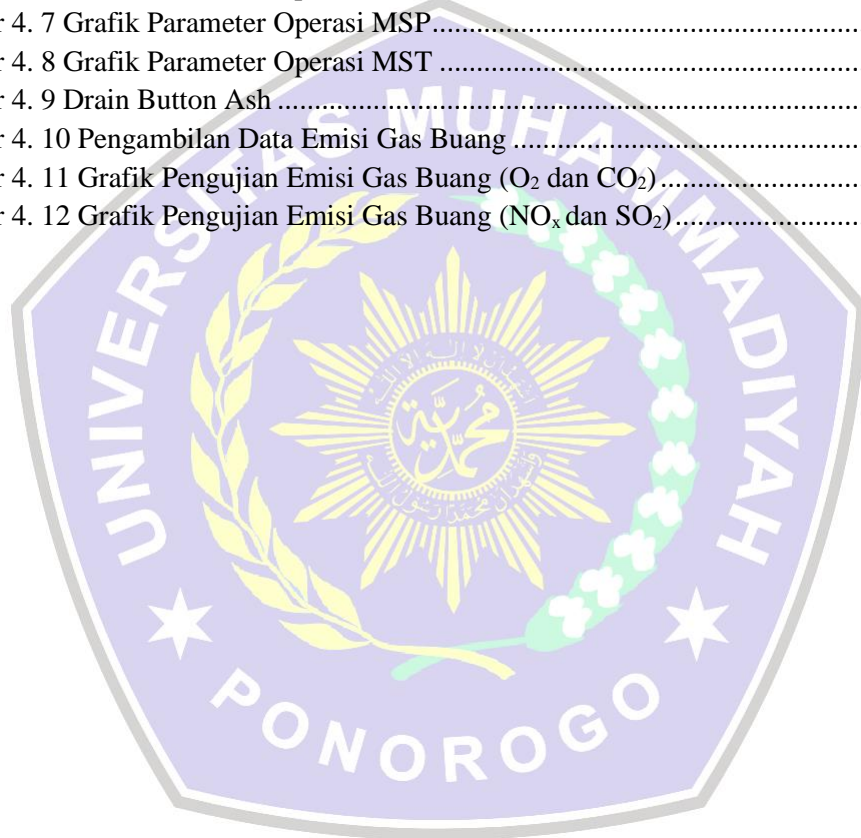 r 4. 7 Grafik Parameter Operasi MSP
r 4. 8 Grafik Parameter Operasi MST
r 4. 9 Drain Button Ash
r 4. 10 Pengambilan Data Emisi Gas Buang
r 4. 11 Grafik Pengujian Emisi Gas Buang (O₂ dan CO₂)
r 4. 12 Grafik Pengujian Emisi Gas Buang (NOₓ dan SO₂)
UNIVERSITAS MUHAMMADIYAH
محمدية
PONOROGO